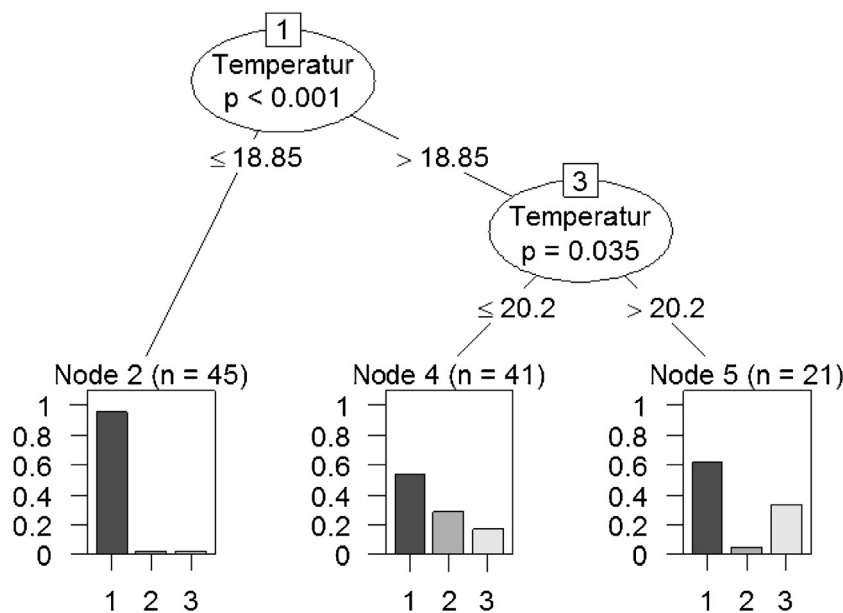 1
Temperatur
p < 0.001
≤ 18.85
> 18.85
3
Temperatur
p = 0.035
≤ 20.2
> 20.2
Node 2 (n = 45)
1
0.8
0.6
0.4
0.2
0
1 2 3
Node 4 (n = 41)
1
0.8
0.6
0.4
0.2
0
1 2 3
Node 5 (n = 21)
1
0.8
0.6
0.4
0.2
0
1 2 3